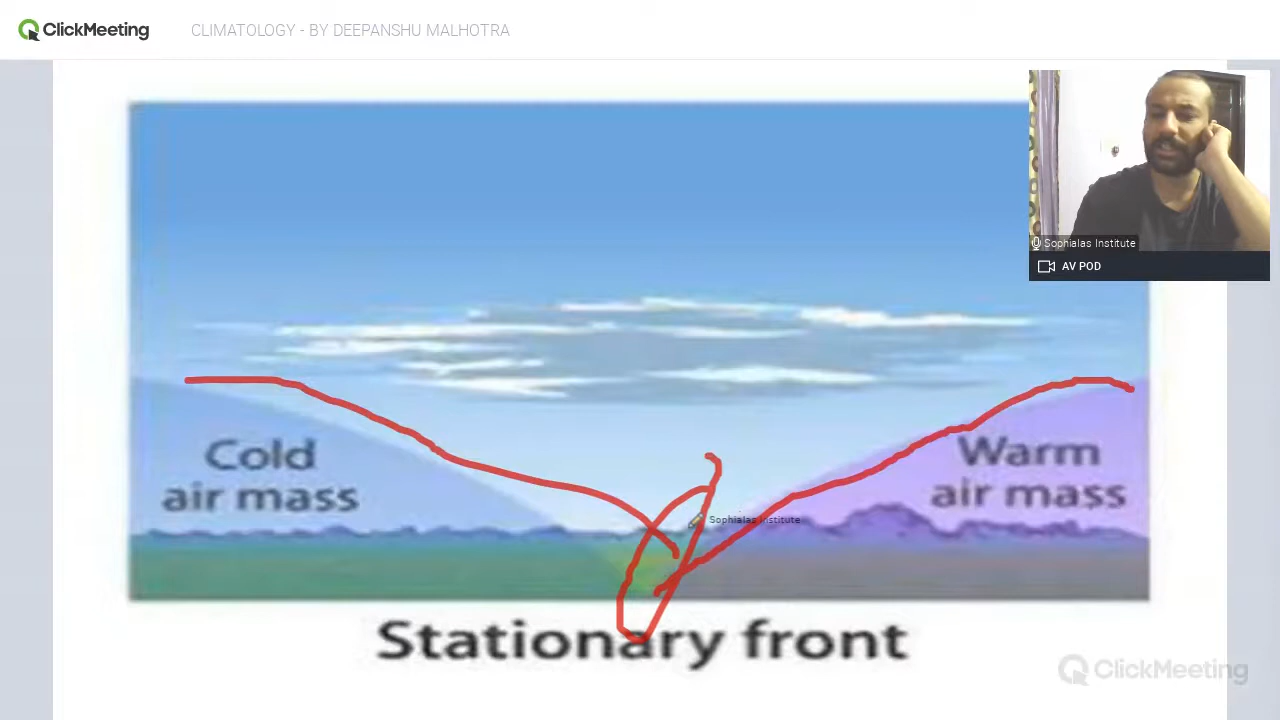 ClickMeeting
CLIMATOLOGY - BY DEEPANSHU MALHOTRA
Sophialas Institute
AV POD
Cold
air mass
Warm
air mass
Sophialas Institute
Stationary front
ClickMeeting